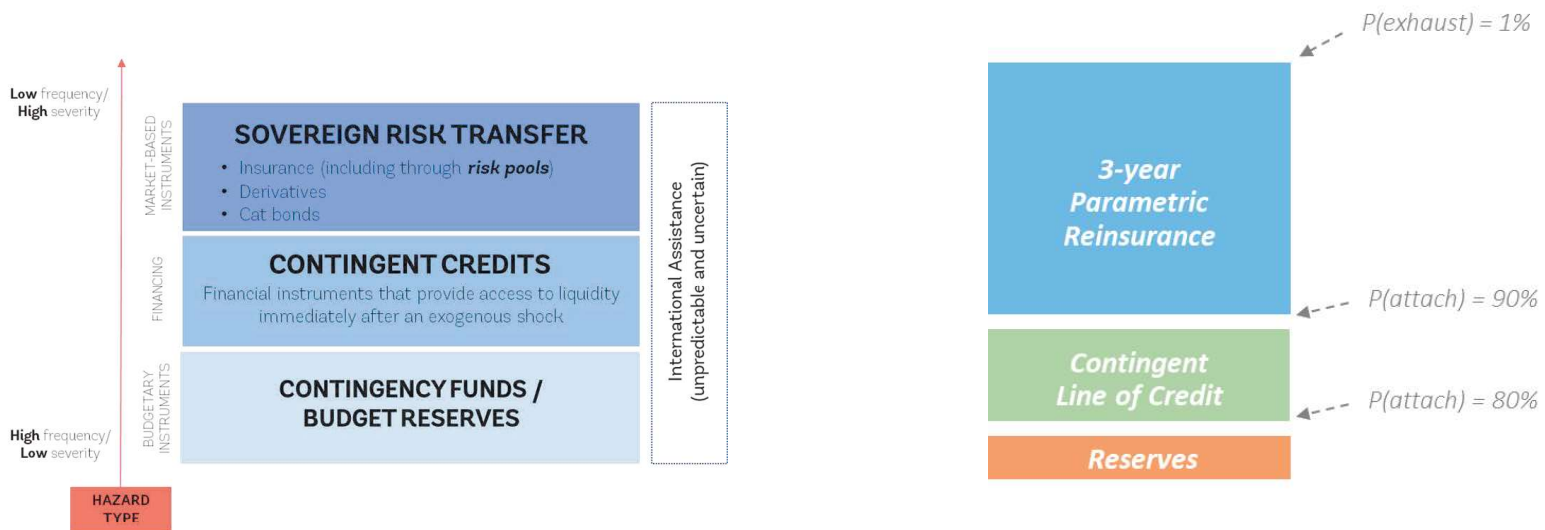 Low frequency/
High severity
MARKET-BASED
INSTRUMENTS
SOVEREIGN RISK TRANSFER
• Insurance (including through risk pools)
• Derivatives
• Cat bonds
FINANCING
CONTINGENT CREDITS
Financial instruments that provide access to liquidity
immediately after an exogenous shock
High frequency/
Low severity
BUDGETARY
INSTRUMENTS
CONTINGENCY FUNDS /
BUDGET RESERVES
HAZARD
TYPE
International Assistance
(unpredictable and uncertain)
P(exhaust) = 1%
3-year
Parametric
Reinsurance
P(attach) = 90%
Contingent
Line of Credit
P(attach) = 80%
Reserves